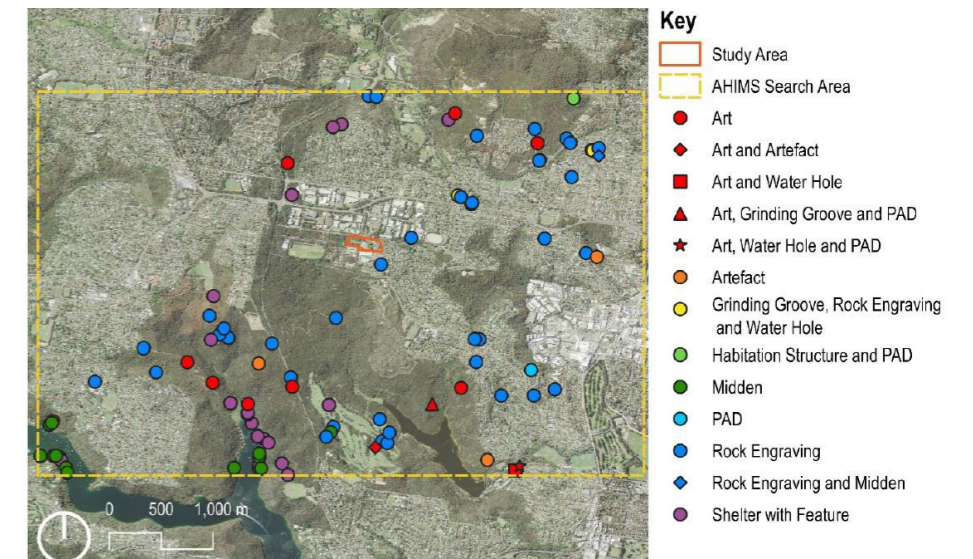 Key
Study Area
AHIMS Search Area
Art
Art and Artefact
Art and Water Hole
Art, Grinding Groove and PAD
Art, Water Hole and PAD
Artefact
Grinding Groove, Rock Engraving
and Water Hole
Habitation Structure and PAD
Midden
PAD
Rock Engraving
Rock Engraving and Midden
Shelter with Feature
0 500 1,000 m